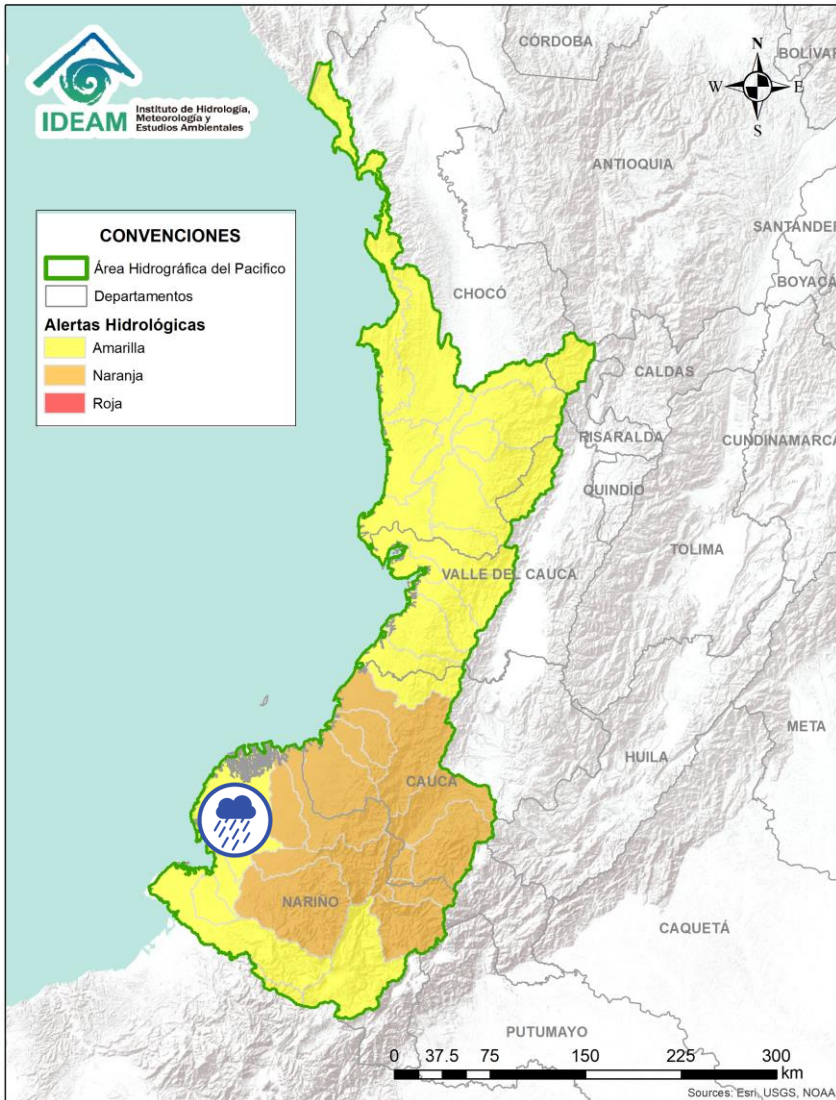 IDEAM
Instituto de Hidrología,
Meteorología y
Estudios Ambientales
CÓRDOBA
BOLÍVAR
N
W
E
S
ANTIOQUIA
SANTANDER
BOYACÁ
CONVENCIONES
Área Hidrográfica del Pacifico
Departamentos
Alertas Hidrológicas
Amarilla
Naranja
Roja
CHOCÓ
CALDAS
RISARALDA
CUNDINAMARCA
QUINDÍO
TOLIMA
VALLE DEL CAUCA
META
HUILA
CAUCA
NARIÑO
CAQUETÁ
PUTUMAYO
0 37.5 75 150 225 300
km
Sources: Esri, USGS, NOAA